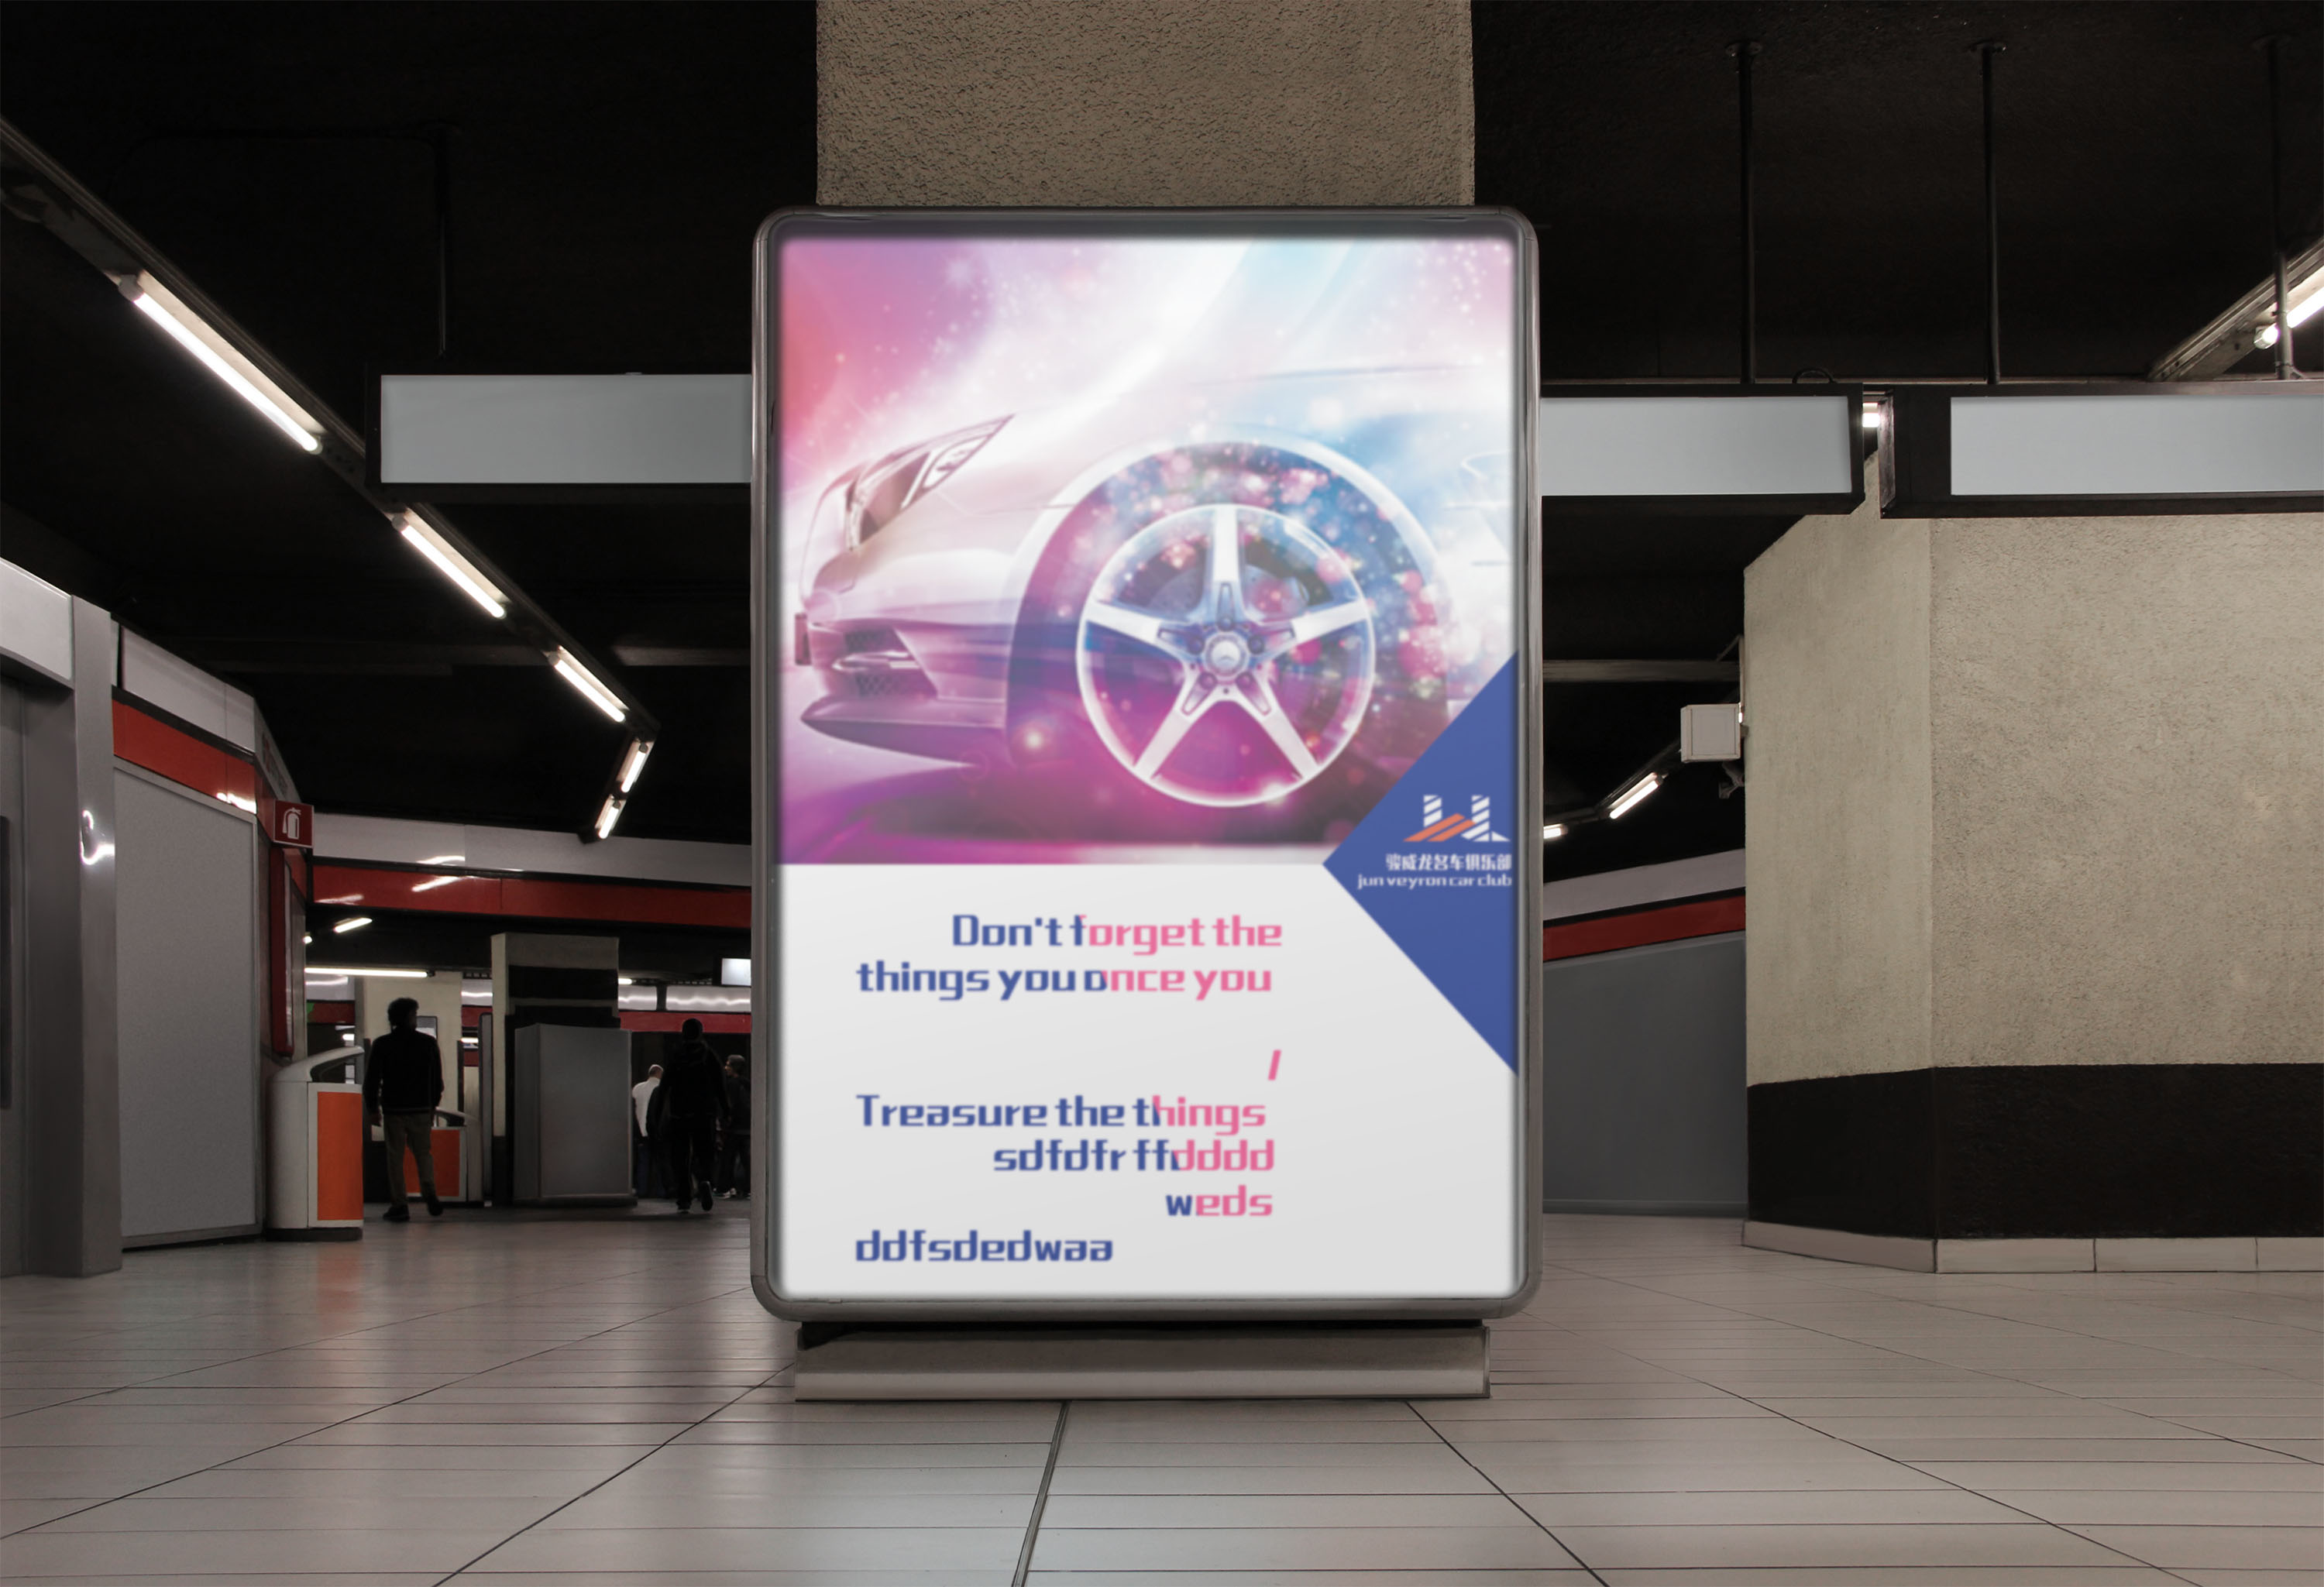 骏威龙名车俱乐部
jun veyron car club
Don't forget the
things you once you
/
Treasure the things
sdfdfr ffdddd
weds
ddfsdedwaa